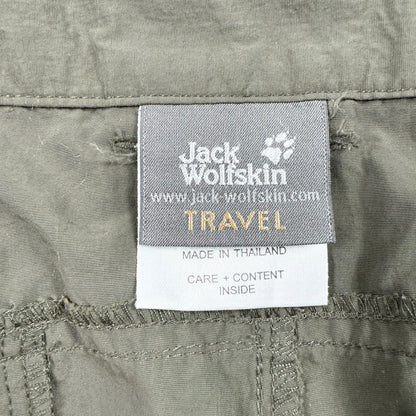 Jack
Wolfskin
www.jack-wolfskin.com
TRAVEL
MADE IN THAILAND
CARE + CONTENT
INSIDE